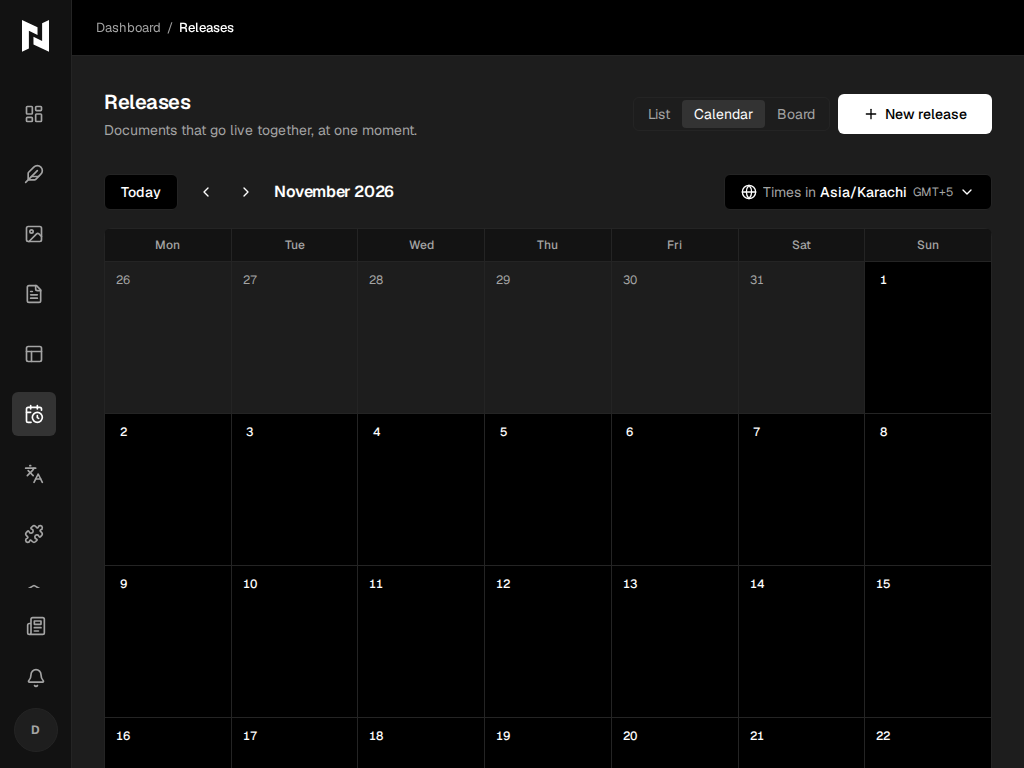 Dashboard / Releases
Releases
Documents that go live together, at one moment.
List Calendar Board + New release
Today November 2026 Times in Asia/Karachi GMT+5
Mon Tue Wed Thu Fri Sat Sun
26 27 28 29 30 31 1
2 3 4 5 6 7 8
9 10 11 12 13 14 15
16 17 18 19 20 21 22
D